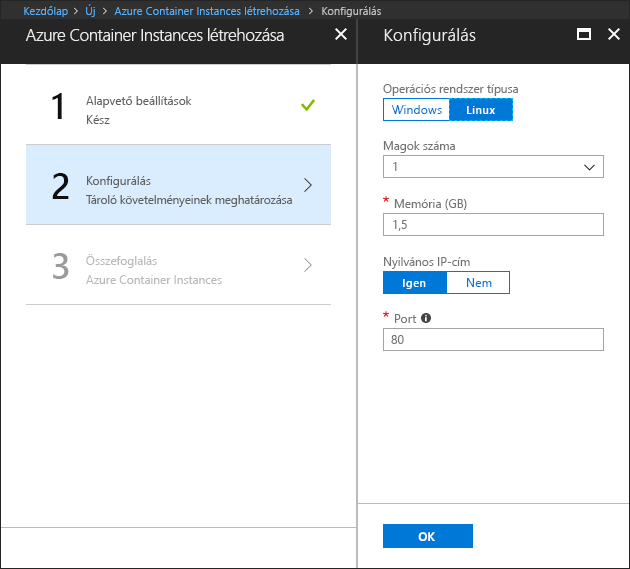 Kezdőlap > Új > Azure Container Instances létrehozása > Konfigurálás
Azure Container Instances létrehozása
1
Alapvető beállítások
Kész
2
Konfigurálás
Tároló követelményeinek meghatározása
3
Összefoglalás
Azure Container Instances
Konfigurálás
Operációs rendszer típusa
Windows Linux
Magok száma
1
* Memória (GB)
1,5
Nyilvános IP-cím
Igen Nem
* Port
80
OK